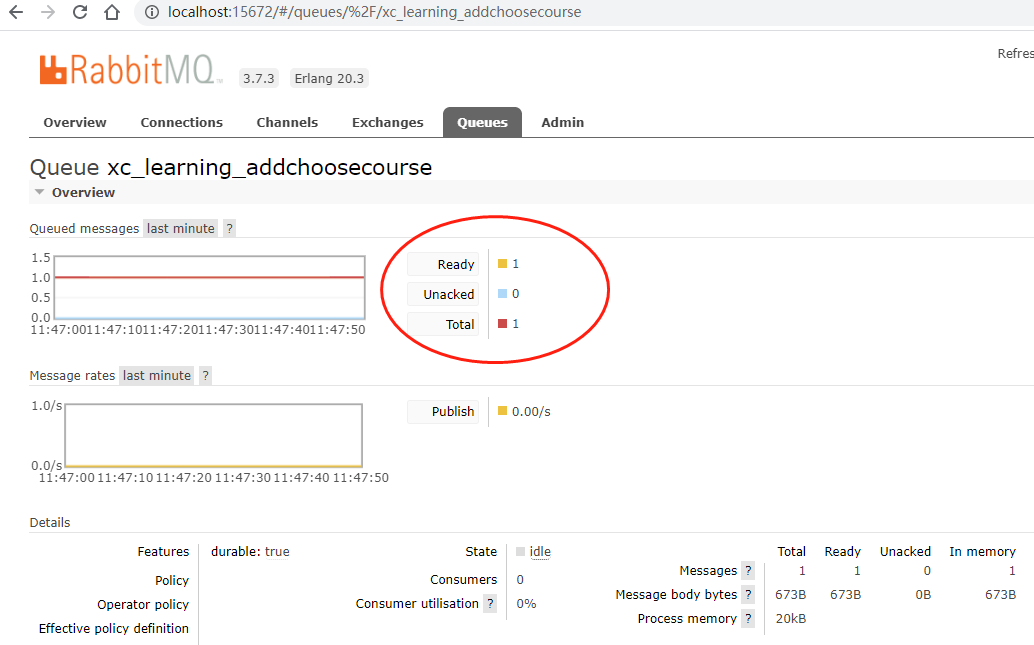 localhost:15672/#/queues/%2F/xc_learning_addchoosecourse
Refres
RabbitMQ 3.7.3 Erlang 20.3
Overview Connections Channels Exchanges Queues Admin
Queue xc_learning_addchoosecourse
Overview
Queued messages last minute ?
1.5
1.0
0.5
0.0
11:47:00 11:47:10 11:47:20 11:47:30 11:47:40 11:47:50
Ready 1
Unacked 0
Total 1
Message rates last minute ?
1.0/s
0.0/s
11:47:00 11:47:10 11:47:20 11:47:30 11:47:40 11:47:50
Publish 0.00/s
Details
Features durable: true
Policy
Operator policy
Effective policy definition
State idle
Consumers 0
Consumer utilisation ? 0%
Total Ready Unacked In memory
Messages ? 1 1 0 1
Message body bytes ? 673B 673B 0B 673B
Process memory ? 20kB